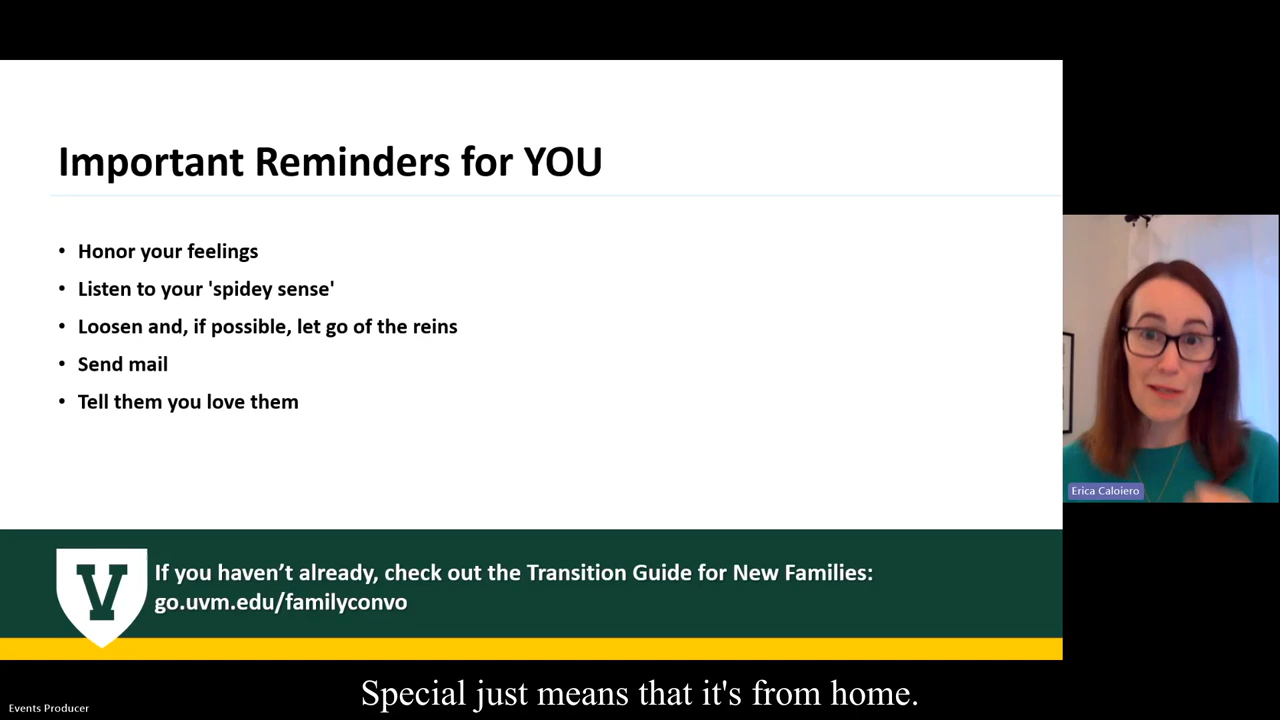 Important Reminders for YOU
• Honor your feelings
• Listen to your 'spidey sense'
• Loosen and, if possible, let go of the reins
• Send mail
• Tell them you love them
Erica Caloiero
V
If you haven’t already, check out the Transition Guide for New Families:
go.uvm.edu/familyconvo
Special just means that it's from home.
Events Producer